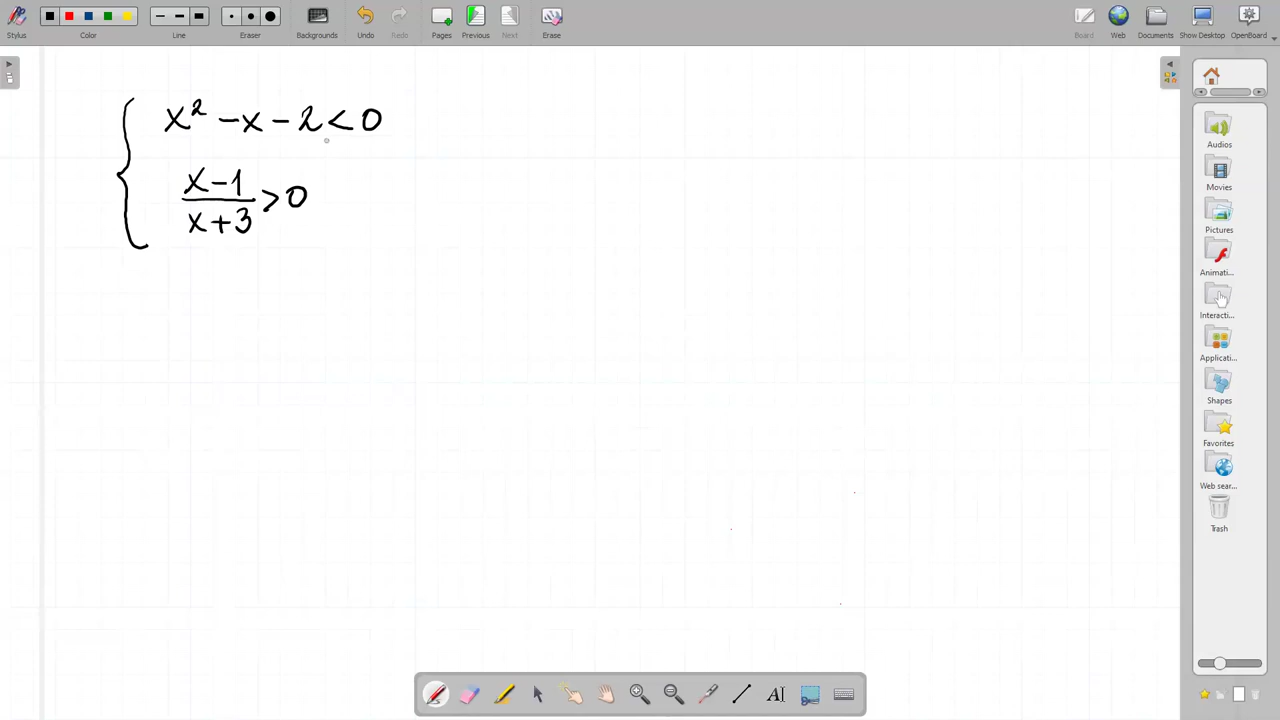 Stylus Color Line Eraser Backgrounds Undo Redo Pages Previous Next Erase Board Web Documents Show Desktop OpenBoard
x² - x - 2 < 0
x - 1
x + 3 > 0
Audios
Movies
Pictures
Animati...
Interacti...
Applicati...
Shapes
Favorites
Web sear...
Trash
AI